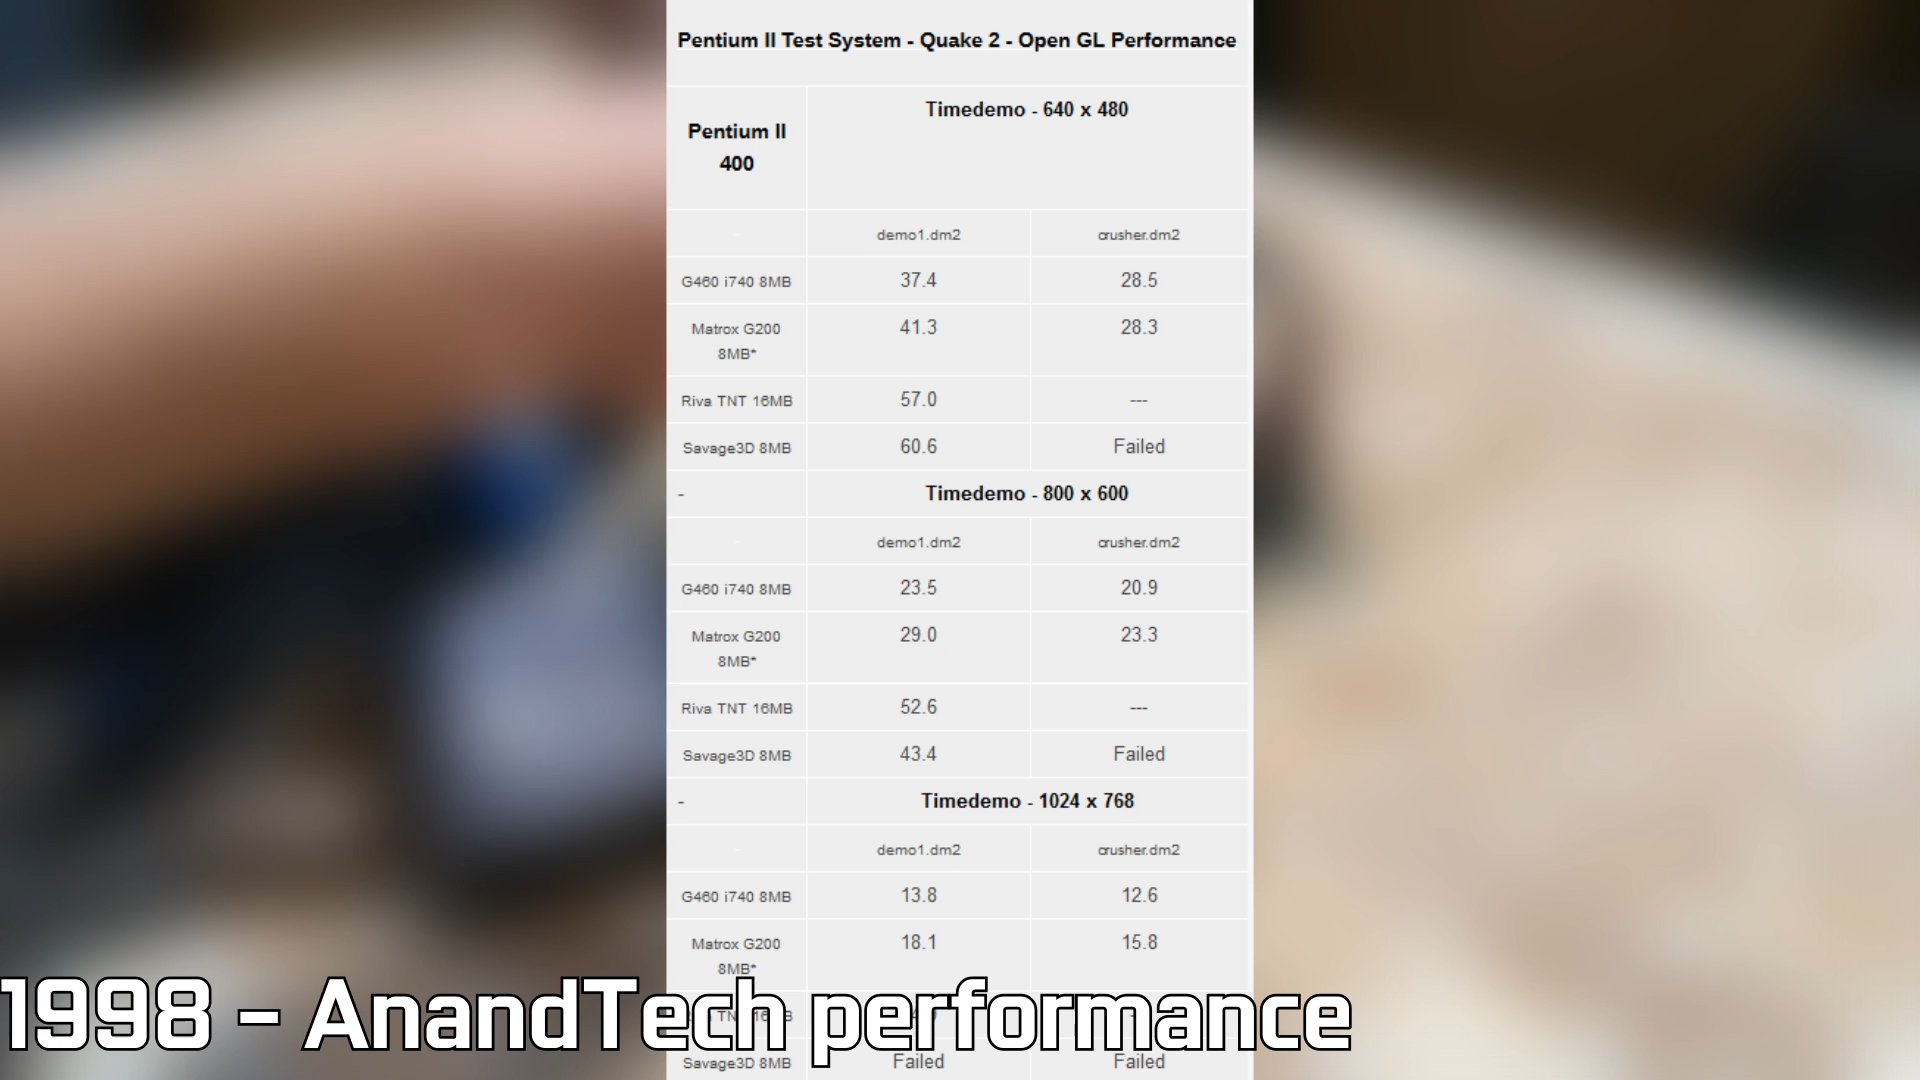 Pentium II Test System - Quake 2 - Open GL Performance
Pentium II
400
Timedemo - 640 x 480
demo1.dm2 crusher.dm2
G460 i740 8MB 37.4 28.5
Matrox G200
8MB* 41.3 28.3
Riva TNT 16MB 57.0 ---
Savage3D 8MB 60.6 Failed
- Timedemo - 800 x 600
demo1.dm2 crusher.dm2
G460 i740 8MB 23.5 20.9
Matrox G200
8MB* 29.0 23.3
Riva TNT 16MB 52.6 ---
Savage3D 8MB 43.4 Failed
- Timedemo - 1024 x 768
demo1.dm2 crusher.dm2
G460 i740 8MB 13.8 12.6
Matrox G200
8MB* 18.1 15.8
Savage3D 8MB Failed Failed
1998 - AnandTech performance